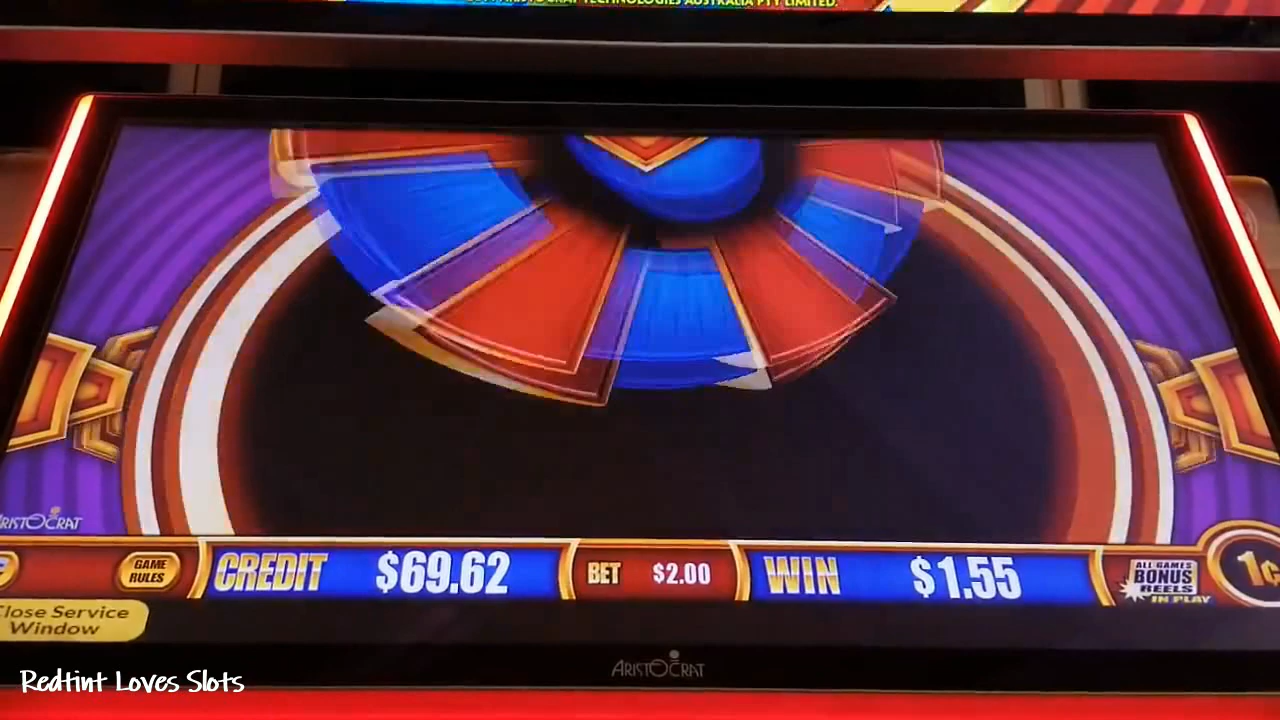 ARISTOCRAT TECHNOLOGIES AUSTRALIA PTY LIMITED.
ARISTOCRAT
GAME
RULES
CREDIT $69.62
BET $2.00
WIN $1.55
ALL GAMES
BONUS
REELS
IN PLAY
1c
Close Service
Window
ARISTOCRAT
Redtint Loves Slots